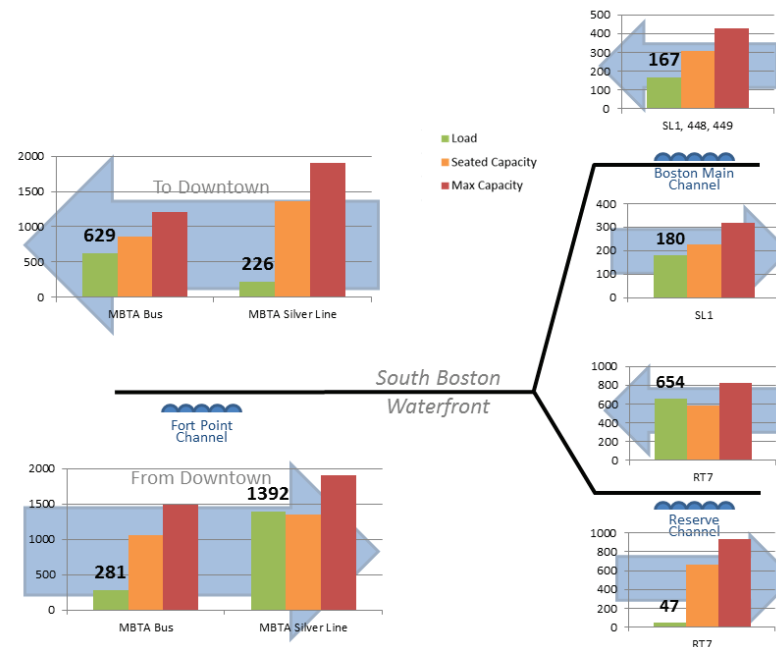 500
400
300
200
100
0
167
SL1, 448, 449
Load
Seated Capacity
Max Capacity
2000
1500
1000
500
0
To Downtown
629
226
MBTA Bus
MBTA Silver Line
Boston Main
Channel
400
300
200
100
0
180
SL1
South Boston
Waterfront
1000
800
600
400
200
0
654
RT7
Fort Point
Channel
2000
1500
1000
500
0
From Downtown
281
1392
MBTA Bus
MBTA Silver Line
Reserve
Channel
1000
800
600
400
200
0
47
RT7